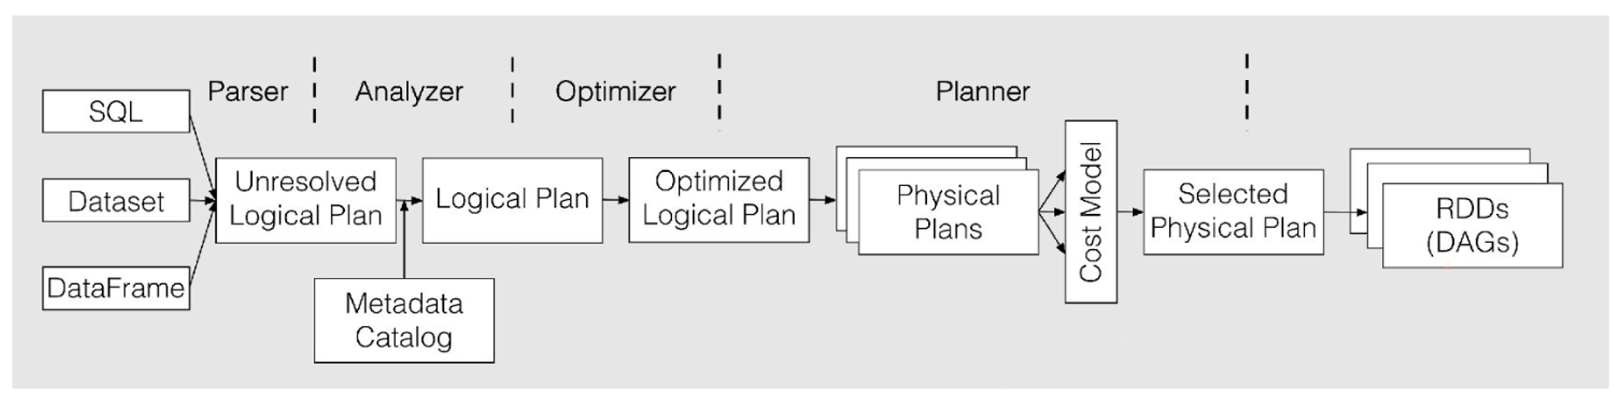 Parser
Analyzer
Optimizer
Planner
SQL
Dataset
DataFrame
Unresolved
Logical Plan
Metadata
Catalog
Logical Plan
Optimized
Logical Plan
Physical
Plans
Cost Model
Selected
Physical Plan
RDDs
(DAGs)